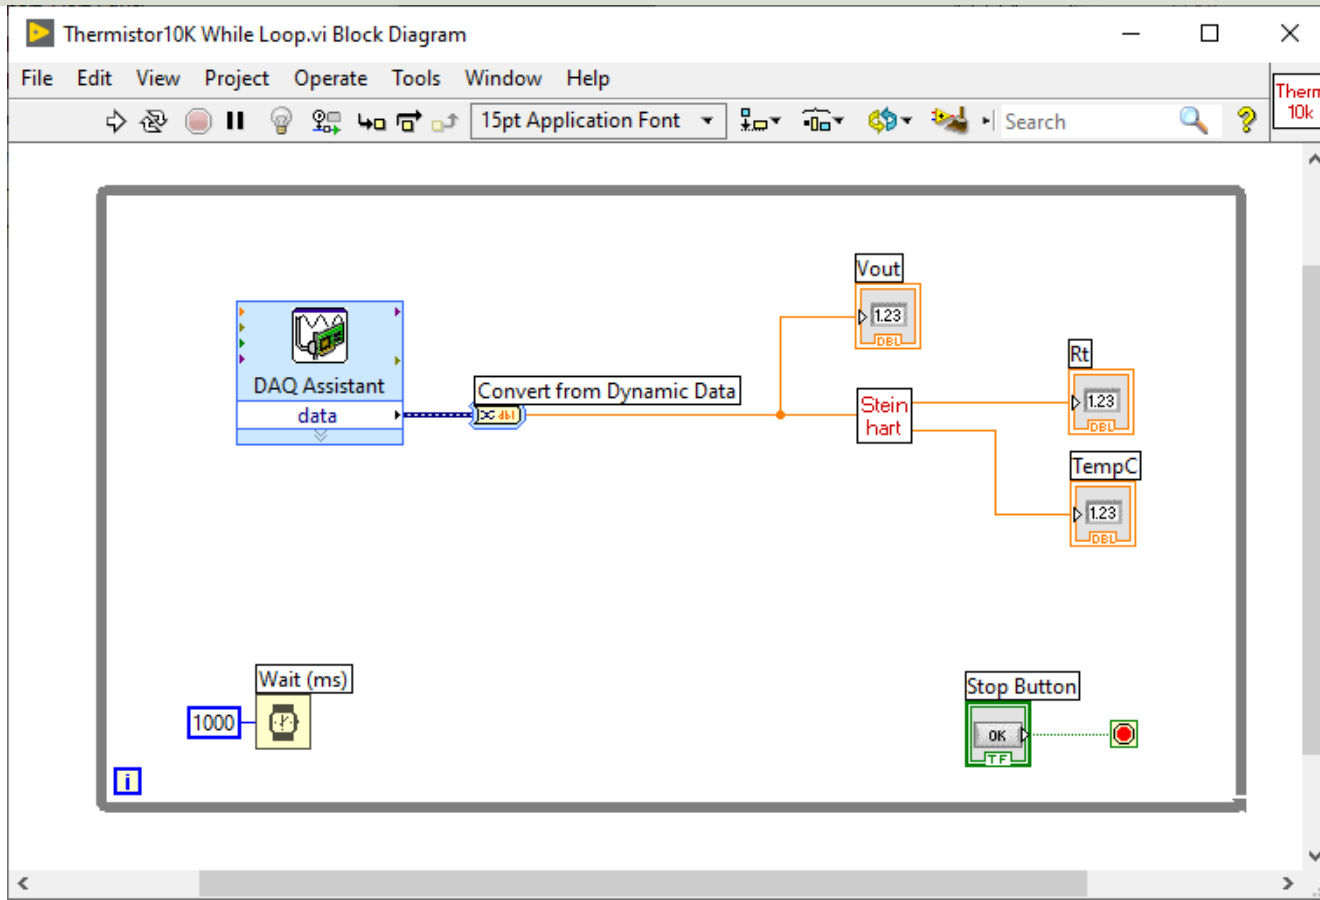 Thermistor10K While Loop.vi Block Diagram
File Edit View Project Operate Tools Window Help
15pt Application Font
Search
Therm
10k
Vout
1.23
DBL
Rt
1.23
DBL
DAQ Assistant
data
Convert from Dynamic Data
dbl
Stein
hart
TempC
1.23
DBL
Wait (ms)
1000
Stop Button
OK
TF
i